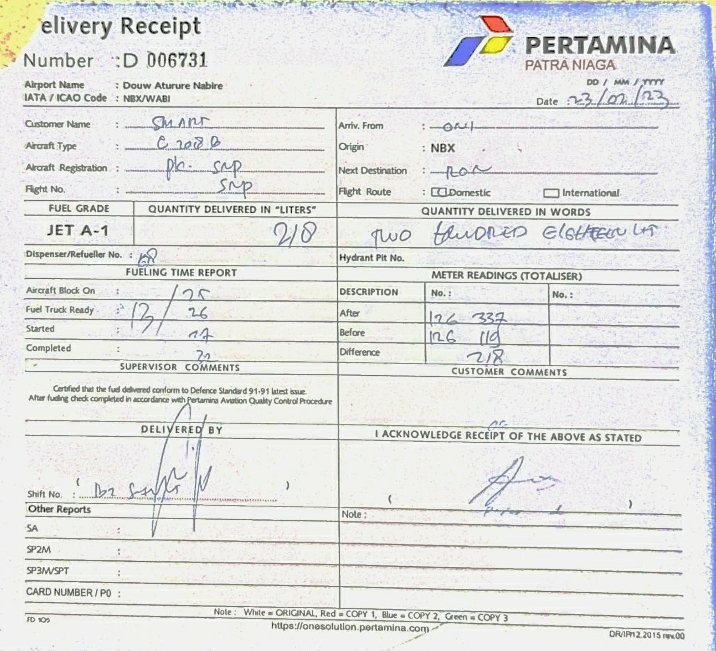 elivery Receipt
Number : D 006731
PERTAMINA
PATRA NIAGA
Airport Name : Douw Aturure Nabire
IATA / ICAO Code : NBX/WABI
DD / MM / YYYY
Date 23/02/23
Customer Name : SMART
Aircraft Type : C 208 B
Aircraft Registration : PK. SNP
Flight No. : SNP
Arriv. From : ONI
Origin : NBX
Next Destination : RON
Flight Route : Domestic International
FUEL GRADE QUANTITY DELIVERED IN "LITERS" QUANTITY DELIVERED IN WORDS
JET A-1 218 TWO HUNDRED EIGHTEEN
Dispenser/Refueller No. : Hydrant Pit No.
FUELING TIME REPORT METER READINGS (TOTALISER)
Aircraft Block On : 13/25
Fuel Truck Ready : 26
Started : 27
Completed :
DESCRIPTION No. : No. :
After 126 337
Before 126 119
Difference 218
SUPERVISOR COMMENTS CUSTOMER COMMENTS
Certified that the fuel delivered conform to Defence Standard 91-91 latest issue.
After fueling check completed in accordance with Pertamina Aviation Quality Control Procedure
DELIVERED BY I ACKNOWLEDGE RECEIPT OF THE ABOVE AS STATED
Shift No. : ( ) ( )
Other Reports Note :
SA :
SP2M :
SP3M/SPT :
CARD NUMBER / PO :
Note : White = ORIGINAL, Red = COPY 1, Blue = COPY 2, Green = COPY 3
FD 109 https://onesolution.pertamina.com